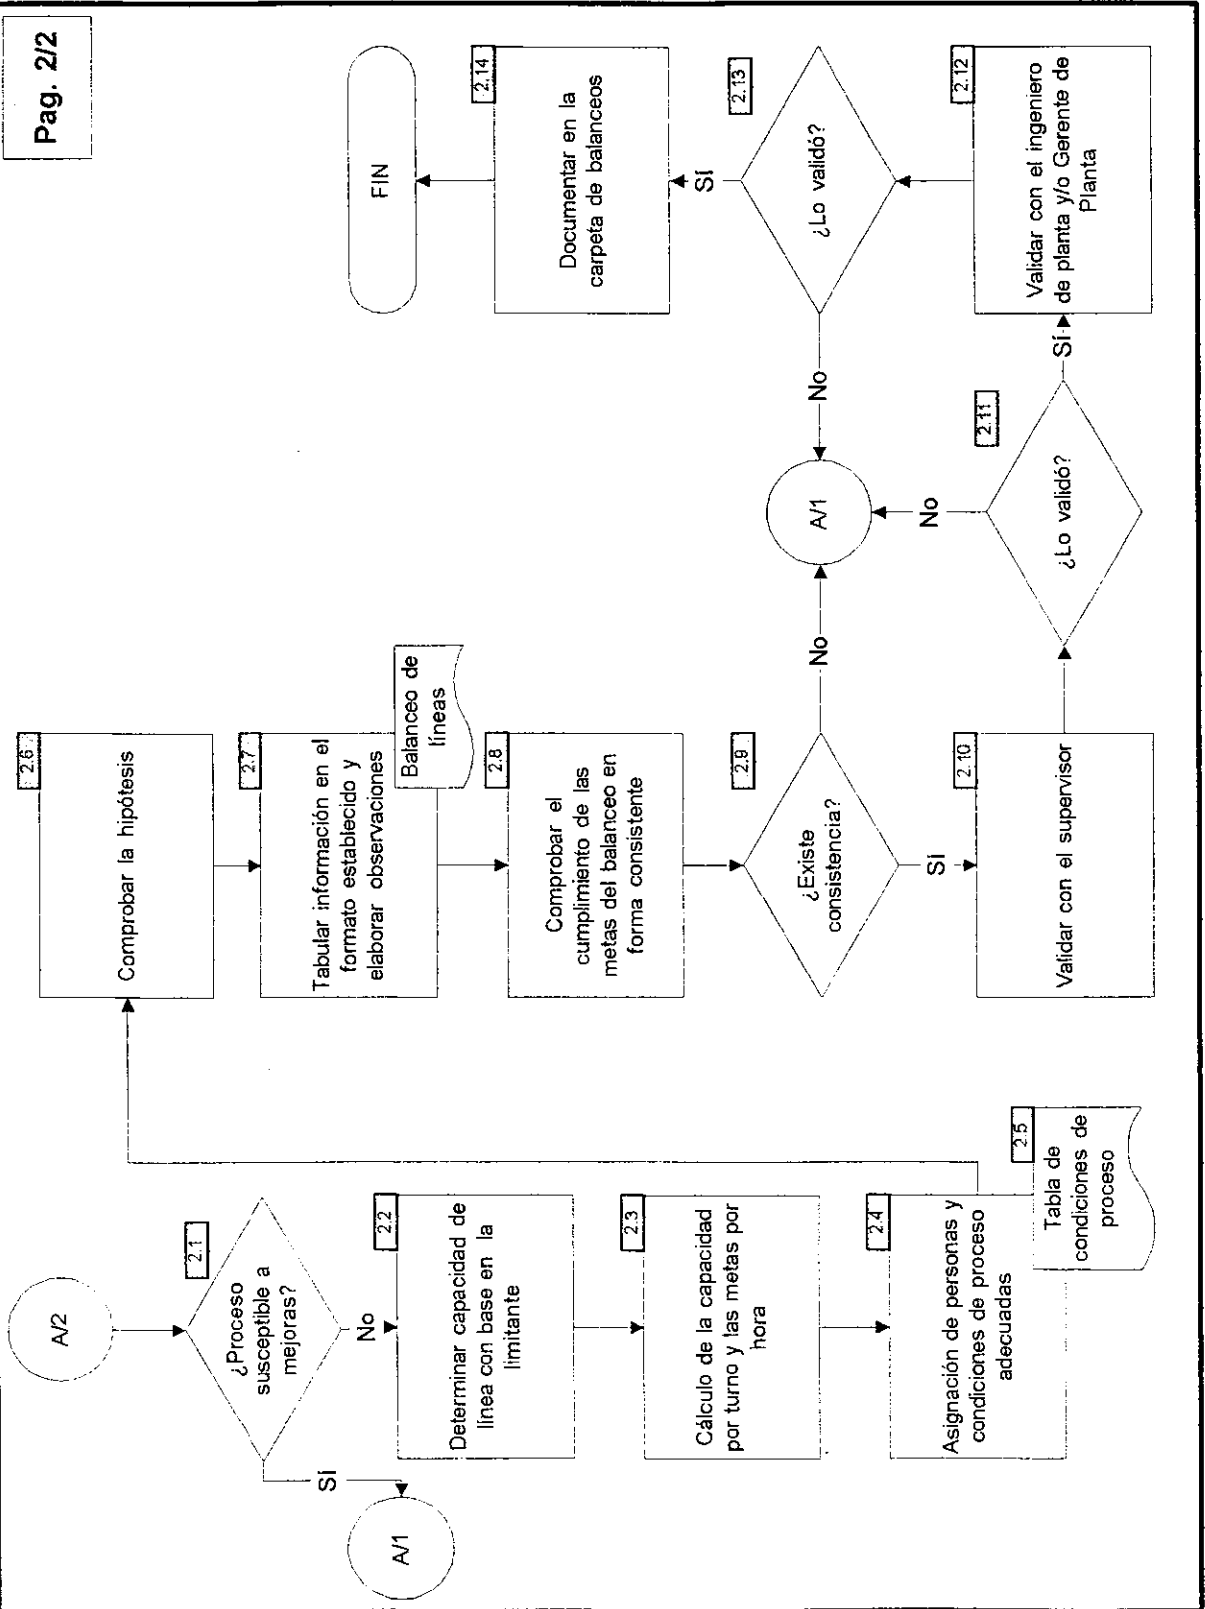 Pag. 2/2
A/2
2.1
¿Proceso
susceptible a
mejoras?
Sí
A/1
No
2.2
Determinar capacidad de
línea con base en la
limitante
2.3
Cálculo de la capacidad
por turno y las metas por
hora
2.4
Asignación de personas y
condiciones de proceso
adecuadas
2.5
Tabla de
condiciones de
proceso
2.6
Comprobar la hipótesis
2.7
Tabular información en el
formato establecido y
elaborar observaciones
Balanceo de
líneas
2.8
Comprobar el
cumplimiento de las
metas del balanceo en
forma consistente
2.9
¿Existe
consistencia?
No
A/1
Sí
2.10
Validar con el supervisor
2.11
¿Lo validó?
No
Sí
2.12
Validar con el ingeniero
de planta y/o Gerente de
Planta
2.13
¿Lo validó?
No
Sí
2.14
Documentar en la
carpeta de balanceos
FIN